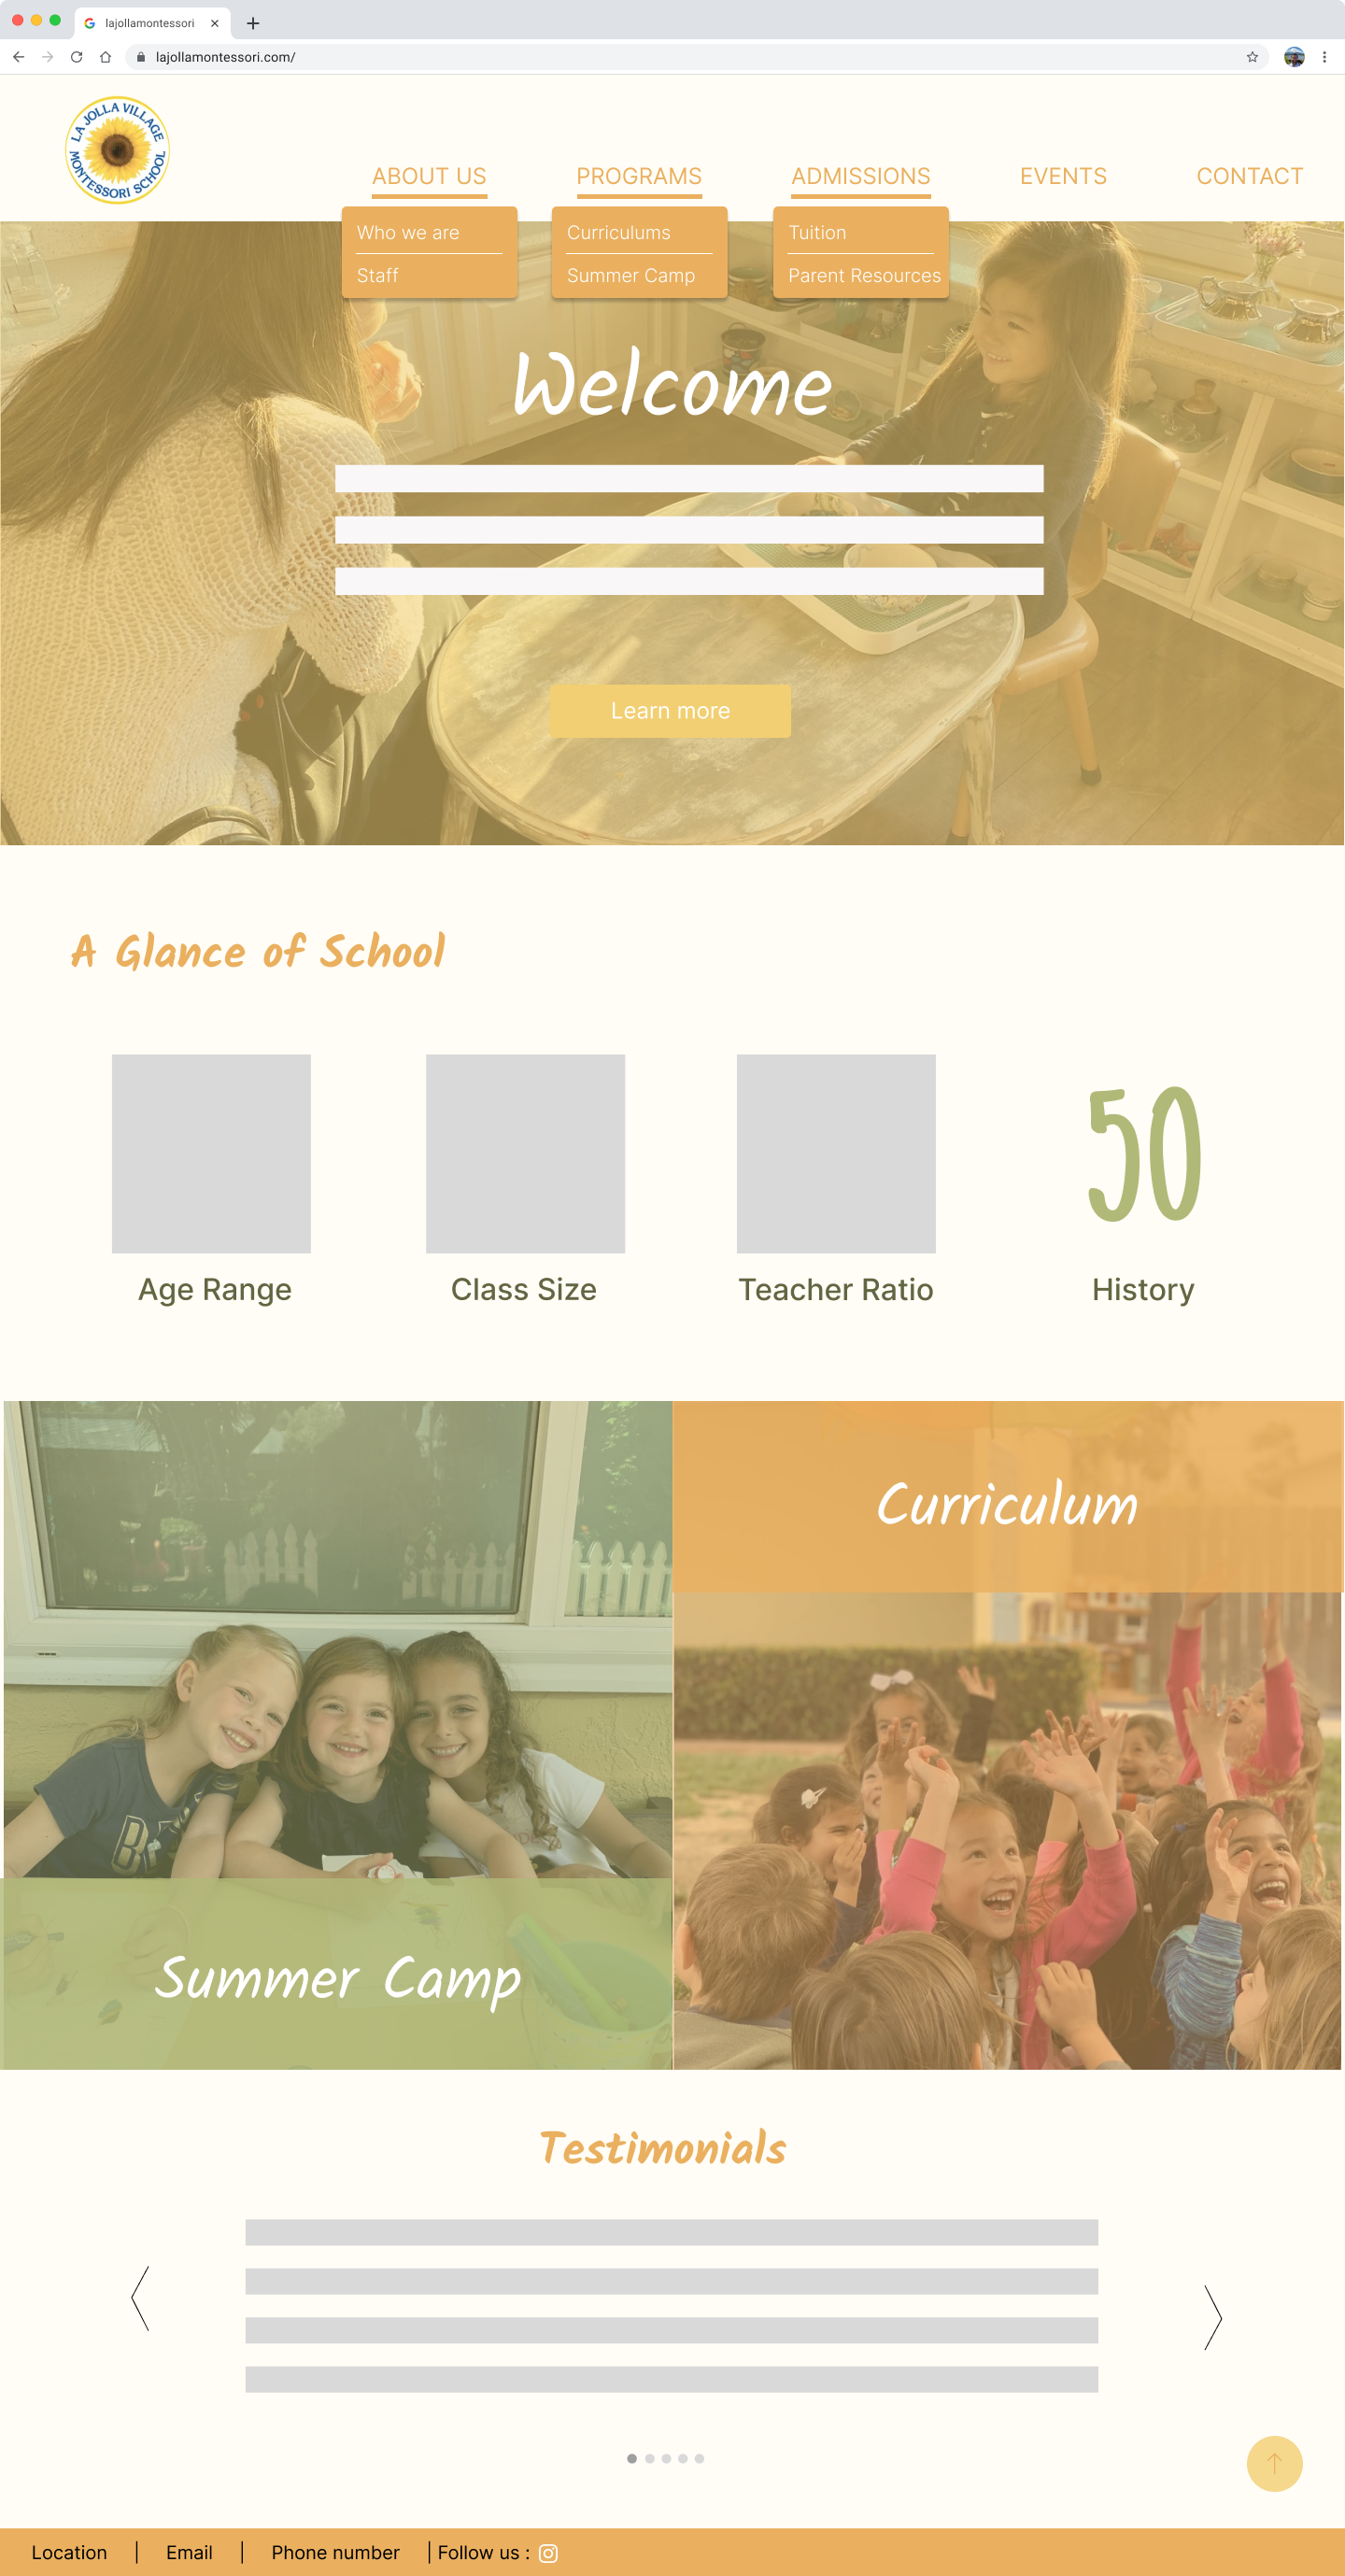 lajollamontessori
lajollamontessori.com/
LA JOLLA VILLAGE
MONTESSORI SCHOOL
ABOUT US
PROGRAMS
ADMISSIONS
EVENTS
CONTACT
Who we are
Staff
Curriculums
Summer Camp
Tuition
Parent Resources
Welcome
Learn more
A Glance of School
50
Age Range
Class Size
Teacher Ratio
History
Curriculum
Summer Camp
Testimonials
Location | Email | Phone number | Follow us :